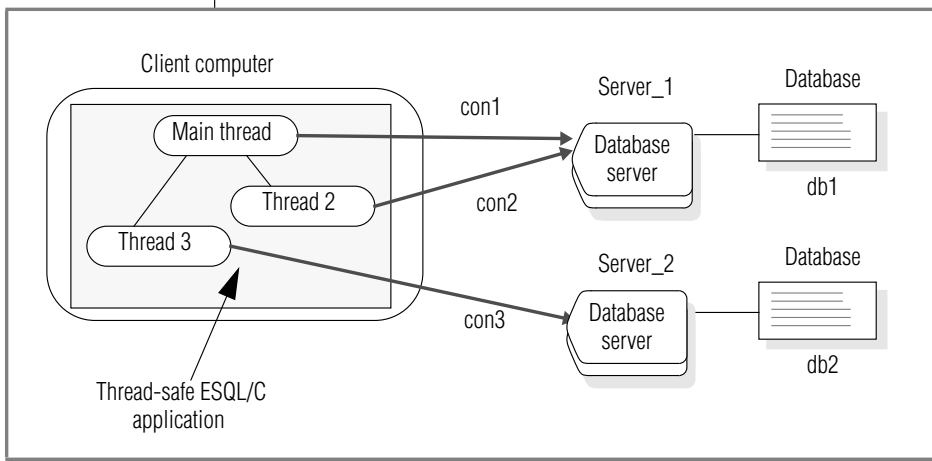 Client computer
Main thread
Thread 2
Thread 3
Thread-safe ESQL/C
application
con1
con2
con3
Server_1
Database
server
Database
db1
Server_2
Database
server
Database
db2